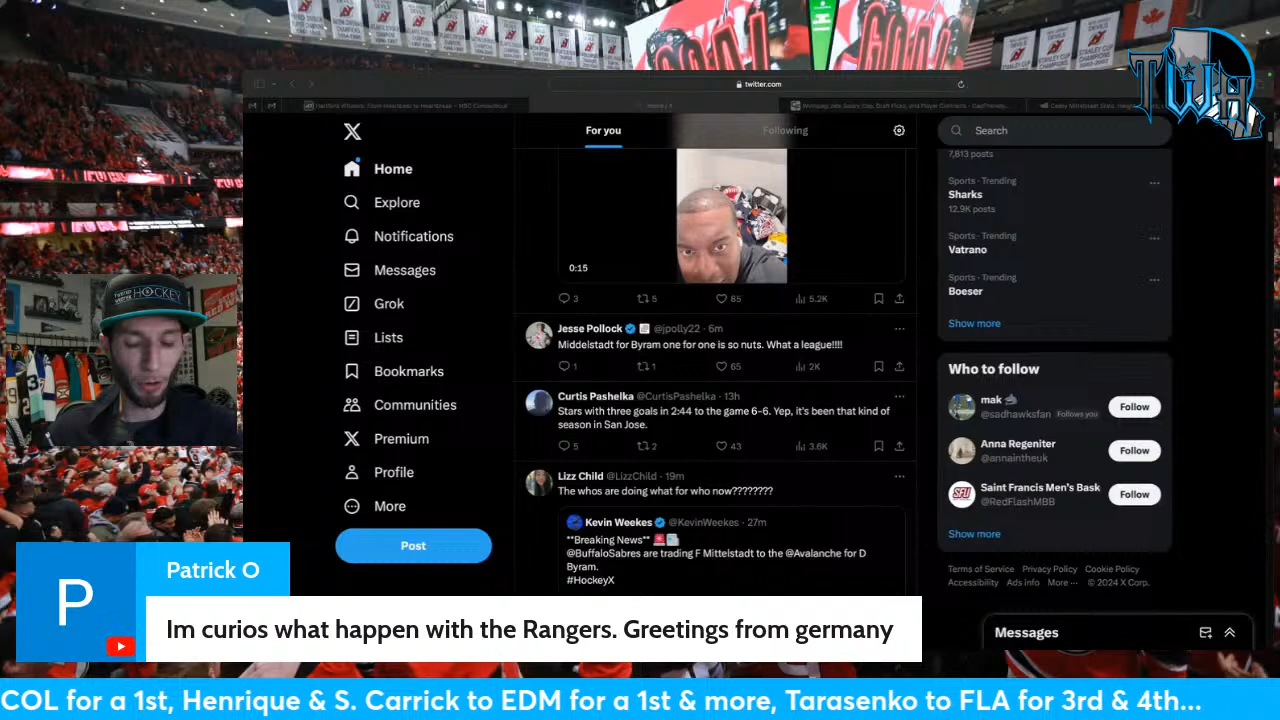 twitter.com
For you
Following
Search
Home
Explore
Notifications
Messages
Grok
Lists
Bookmarks
Communities
Premium
Profile
More
Post
0:15
3
5
85
5.2K
Jesse Pollock @jpolly22 · 6m
Middelstadt for Byram one for one is so nuts. What a league!!!!
1
1
65
2K
Curtis Pashelka @CurtisPashelka · 13h
Stars with three goals in 2:44 to the game 6-6. Yep, it's been that kind of
season in San Jose.
5
2
43
3.6K
Lizz Child @LizzChild · 19m
The whos are doing what for who now????????
Kevin Weekes @KevinWeekes · 27m
**Breaking News**
@BuffaloSabres are trading F Mittelstadt to the @Avalanche for D
Byram.
#HockeyX
7,813 posts
Sports · Trending
Sharks
12.9K posts
Sports · Trending
Vatrano
Sports · Trending
Boeser
Show more
Who to follow
mak
@sadhawksfan Follows you
Follow
Anna Regeniter
@annaintheuk
Follow
Saint Francis Men's Bask
@RedFlashMBB
Follow
Show more
Terms of Service Privacy Policy Cookie Policy
Accessibility Ads info More ··· © 2024 X Corp.
Messages
TWH
HOCKEY
P
Patrick O
Im curios what happen with the Rangers. Greetings from germany
COL for a 1st, Henrique & S. Carrick to EDM for a 1st & more, Tarasenko to FLA for 3rd & 4th...